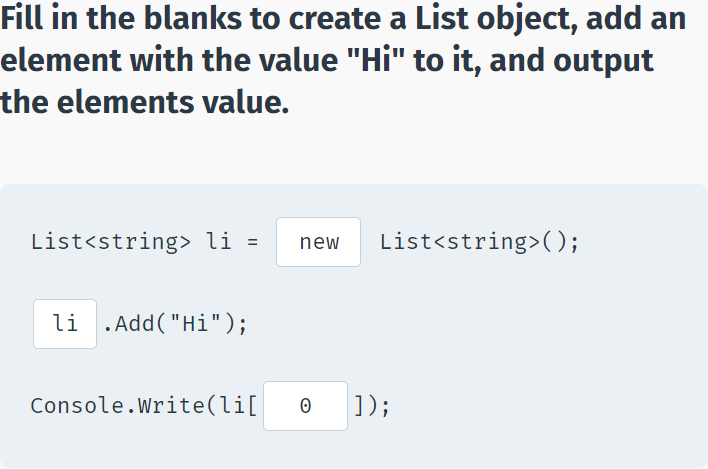 Fill in the blanks to create a List object, add an
element with the value "Hi" to it, and output
the elements value.
List<string> li = new List<string>();
li .Add("Hi");
Console.Write(li[ 0 ]);